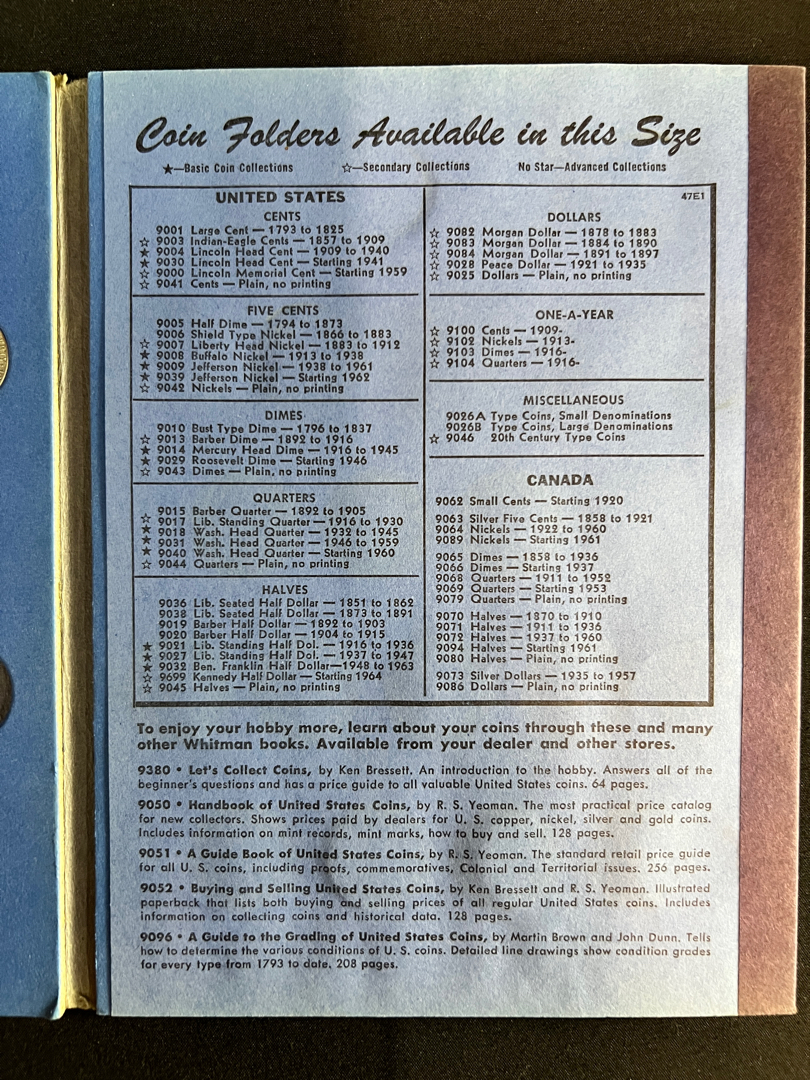 Coin Folders Available in this Size
★—Basic Coin Collections ☆—Secondary Collections No Star—Advanced Collections
UNITED STATES
CENTS
9001 Large Cent — 1793 to 1825
☆ 9003 Indian-Eagle Cents — 1857 to 1909
★ 9004 Lincoln Head Cent — 1909 to 1940
★ 9030 Lincoln Head Cent — Starting 1941
☆ 9000 Lincoln Memorial Cent — Starting 1959
☆ 9041 Cents — Plain, no printing
FIVE CENTS
9005 Half Dime — 1794 to 1873
9006 Shield Type Nickel — 1866 to 1883
☆ 9007 Liberty Head Nickel — 1883 to 1912
★ 9008 Buffalo Nickel — 1913 to 1938
★ 9009 Jefferson Nickel — 1938 to 1961
★ 9039 Jefferson Nickel — Starting 1962
☆ 9042 Nickels — Plain, no printing
DIMES
9010 Bust Type Dime — 1796 to 1837
☆ 9013 Barber Dime — 1892 to 1916
★ 9014 Mercury Head Dime — 1916 to 1945
★ 9029 Roosevelt Dime — Starting 1946
☆ 9043 Dimes — Plain, no printing
QUARTERS
9015 Barber Quarter — 1892 to 1905
☆ 9017 Lib. Standing Quarter — 1916 to 1930
★ 9018 Wash. Head Quarter — 1932 to 1945
★ 9031 Wash. Head Quarter — 1946 to 1959
★ 9040 Wash. Head Quarter — Starting 1960
☆ 9044 Quarters — Plain, no printing
HALVES
9036 Lib. Seated Half Dollar — 1851 to 1862
9038 Lib. Seated Half Dollar — 1873 to 1891
9019 Barber Half Dollar — 1892 to 1903
9020 Barber Half Dollar — 1904 to 1915
★ 9021 Lib. Standing Half Dol. — 1916 to 1936
★ 9027 Lib. Standing Half Dol. — 1937 to 1947
★ 9032 Ben. Franklin Half Dollar—1948 to 1963
☆ 9699 Kennedy Half Dollar — Starting 1964
☆ 9045 Halves — Plain, no printing
47E1
DOLLARS
☆ 9082 Morgan Dollar — 1878 to 1883
☆ 9083 Morgan Dollar — 1884 to 1890
☆ 9084 Morgan Dollar — 1891 to 1897
☆ 9028 Peace Dollar — 1921 to 1935
☆ 9025 Dollars — Plain, no printing
ONE-A-YEAR
☆ 9100 Cents — 1909-
☆ 9102 Nickels — 1913-
☆ 9103 Dimes — 1916-
☆ 9104 Quarters — 1916-
MISCELLANEOUS
9026A Type Coins, Small Denominations
9026B Type Coins, Large Denominations
☆ 9046 20th Century Type Coins
CANADA
9062 Small Cents — Starting 1920
9063 Silver Five Cents — 1858 to 1921
9064 Nickels — 1922 to 1960
9089 Nickels — Starting 1961
9065 Dimes — 1858 to 1936
9066 Dimes — Starting 1937
9068 Quarters — 1911 to 1952
9069 Quarters — Starting 1953
9079 Quarters — Plain, no printing
9070 Halves — 1870 to 1910
9071 Halves — 1911 to 1936
9072 Halves — 1937 to 1960
9094 Halves — Starting 1961
9080 Halves — Plain, no printing
9073 Silver Dollars — 1935 to 1957
9086 Dollars — Plain, no printing
To enjoy your hobby more, learn about your coins through these and many
other Whitman books. Available from your dealer and other stores.
9380 • Let's Collect Coins, by Ken Bressett. An introduction to the hobby. Answers all of the
beginner's questions and has a price guide to all valuable United States coins. 64 pages.
9050 • Handbook of United States Coins, by R. S. Yeoman. The most practical price catalog
for new collectors. Shows prices paid by dealers for U. S. copper, nickel, silver and gold coins.
Includes information on mint records, mint marks, how to buy and sell. 128 pages.
9051 • A Guide Book of United States Coins, by R. S. Yeoman. The standard retail price guide
for all U. S. coins, including proofs, commemoratives, Colonial and Territorial issues. 256 pages.
9052 • Buying and Selling United States Coins, by Ken Bressett and R. S. Yeoman. Illustrated
paperback that lists both buying and selling prices of all regular United States coins. Includes
information on collecting coins and historical data. 128 pages.
9096 • A Guide to the Grading of United States Coins, by Martin Brown and John Dunn. Tells
how to determine the various conditions of U. S. coins. Detailed line drawings show condition grades
for every type from 1793 to date. 208 pages.